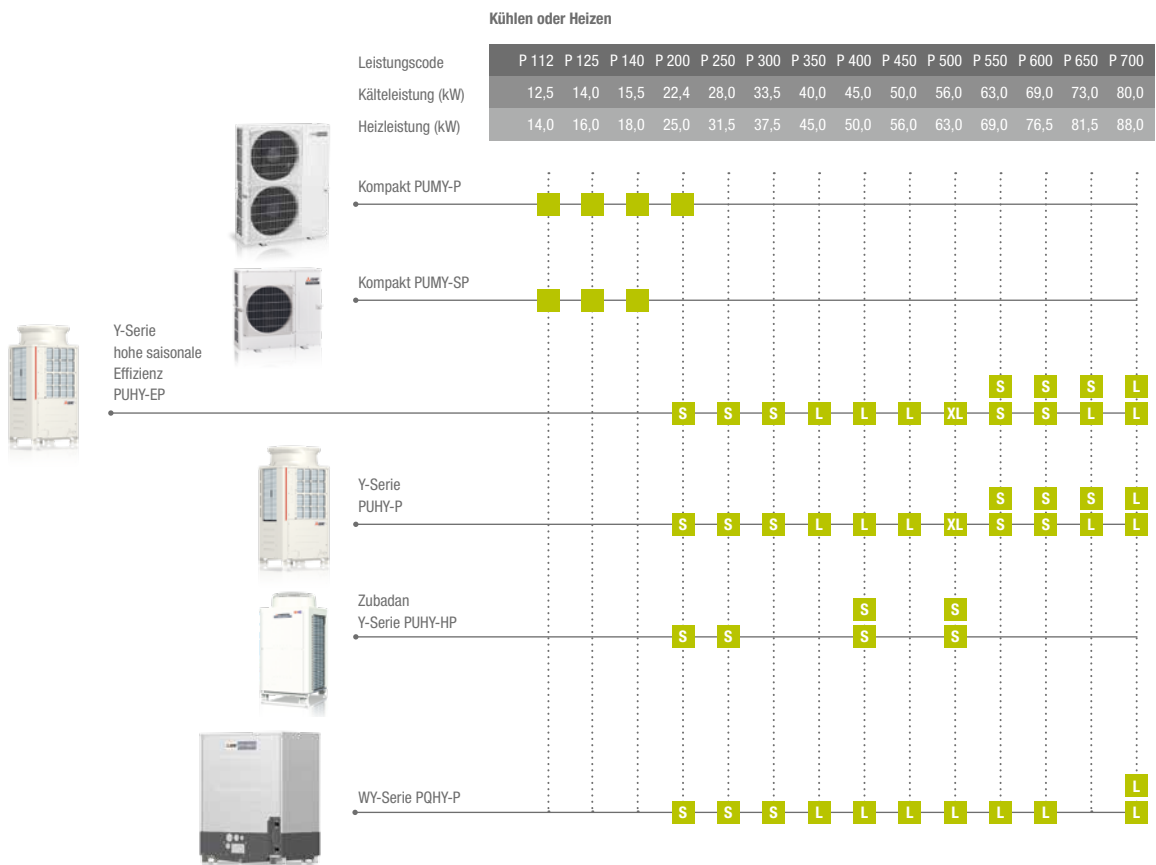 Kühlen oder Heizen
Leistungscode P 112 P 125 P 140 P 200 P 250 P 300 P 350 P 400 P 450 P 500 P 550 P 600 P 650 P 700
Kälteleistung (kW) 12,5 14,0 15,5 22,4 28,0 33,5 40,0 45,0 50,0 56,0 63,0 69,0 73,0 80,0
Heizleistung (kW) 14,0 16,0 18,0 25,0 31,5 37,5 45,0 50,0 56,0 63,0 69,0 76,5 81,5 88,0
Kompakt PUMY-P
Kompakt PUMY-SP
Y-Serie
hohe saisonale
Effizienz
PUHY-EP
S S S L
S S S L L L XL S S L L
Y-Serie
PUHY-P
S S S L
S S S L L L XL S S L L
Zubadan
Y-Serie PUHY-HP
S S
S S S S
WY-Serie PQHY-P
L
S S S L L L L L L L